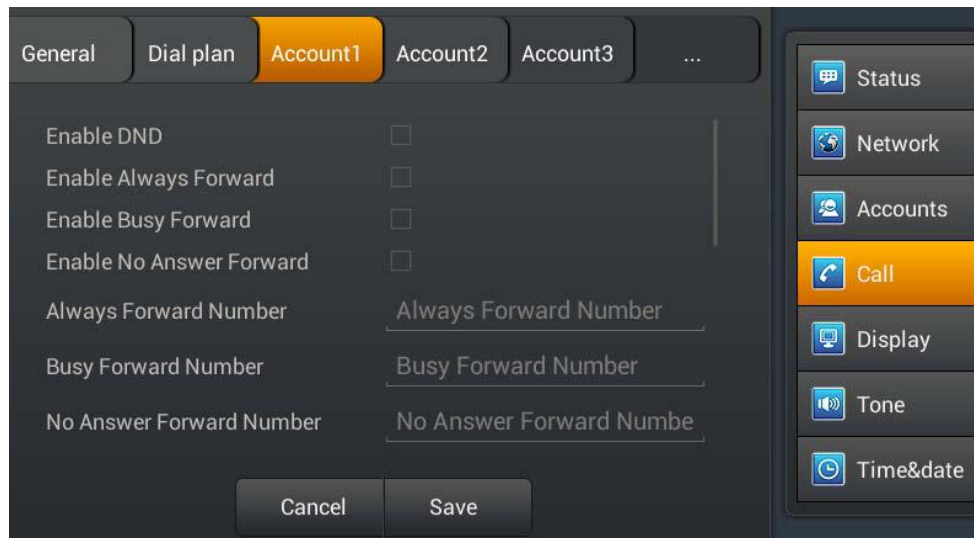 General
Dial plan
Account1
Account2
Account3
...
Enable DND
Enable Always Forward
Enable Busy Forward
Enable No Answer Forward
Always Forward Number
Always Forward Number
Busy Forward Number
Busy Forward Number
No Answer Forward Number
No Answer Forward Numbe
Cancel
Save
Status
Network
Accounts
Call
Display
Tone
Time&date